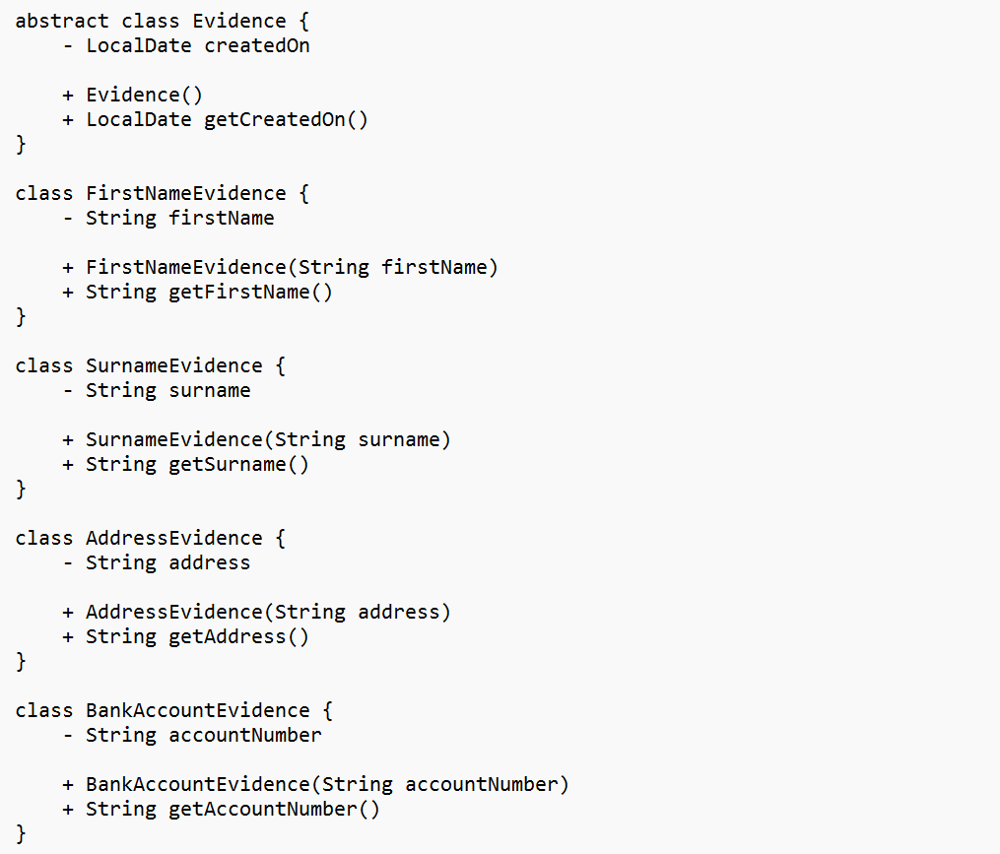 abstract class Evidence {
    - LocalDate createdOn

    + Evidence()
    + LocalDate getCreatedOn()
}

class FirstNameEvidence {
    - String firstName

    + FirstNameEvidence(String firstName)
    + String getFirstName()
}

class SurnameEvidence {
    - String surname

    + SurnameEvidence(String surname)
    + String getSurname()
}

class AddressEvidence {
    - String address

    + AddressEvidence(String address)
    + String getAddress()
}

class BankAccountEvidence {
    - String accountNumber

    + BankAccountEvidence(String accountNumber)
    + String getAccountNumber()
}